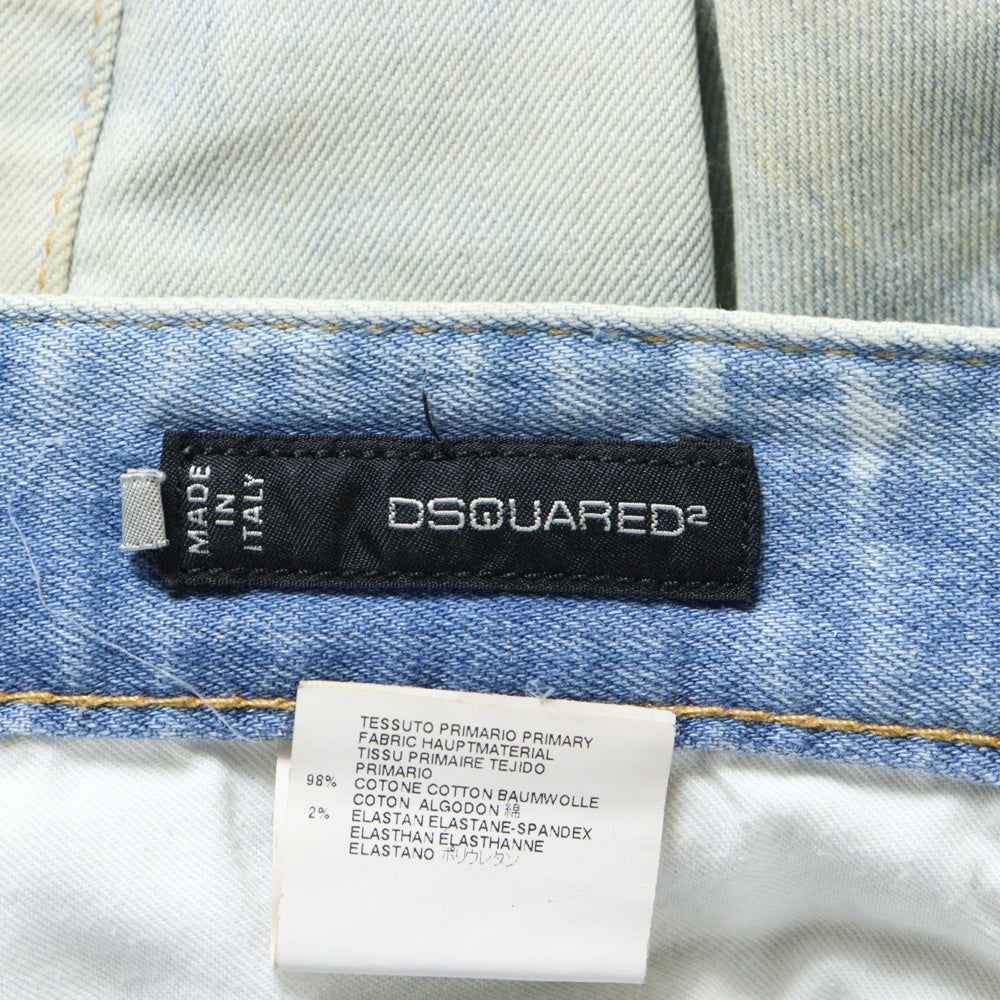 MADE
IN
ITALY
DSQUARED²
TESSUTO PRIMARIO PRIMARY
FABRIC HAUPTMATERIAL
TISSU PRIMAIRE TEJIDO
PRIMARIO
98% COTONE COTTON BAUMWOLLE
COTON ALGODON 綿
2% ELASTAN ELASTANE-SPANDEX
ELASTHAN ELASTHANNE
ELASTANO ポリウレタン